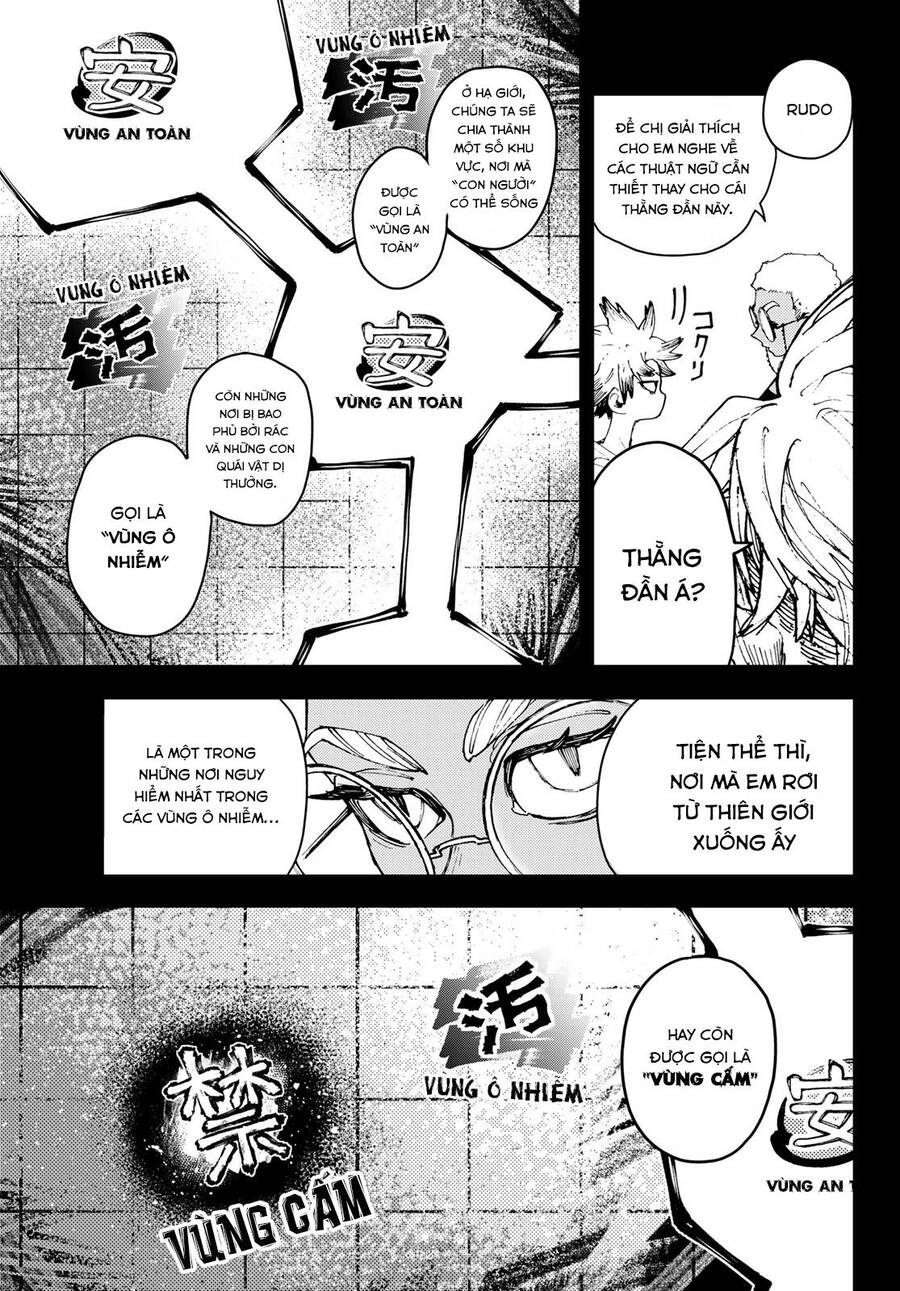 RUDO
ĐỂ CHỊ GIẢI THÍCH
CHO EM NGHE VỀ
CÁC THUẬT NGỮ CẦN
THIẾT THAY CHO CÁI
THẰNG ĐẦN NÀY.
コクリ
THẰNG
ĐẦN Á?
Ở HẠ GIỚI,
CHÚNG TA SẼ
CHIA THÀNH
MỘT SỐ KHU
VỰC, NƠI MÀ
“CON NGƯỜI“
CÓ THỂ SỐNG
ĐƯỢC
GỌI LÀ
“VÙNG AN
TOÀN“
VUNG Ô NHIỄM
汚
安
VÙNG AN TOÀN
安
VÙNG AN TOÀN
VUNG Ô NHIỄM
汚
CÒN NHỮNG
NƠI BỊ BAO
PHỦ BỞI RÁC
VÀ NHỮNG CON
QUÁI VẬT DỊ
THƯỜNG.
GỌI LÀ
“VÙNG Ô
NHIỄM“
TIỆN THỂ THÌ,
NƠI MÀ EM RƠI
TỪ THIÊN GIỚI
XUỐNG ẤY
LÀ MỘT TRONG
NHỮNG NƠI NGUY
HIỂM NHẤT TRONG
CÁC VÙNG Ô NHIỄM...
HAY CÒN
ĐƯỢC GỌI LÀ
"VÙNG CẤM"
安
VÙNG AN T
汚
VUNG Ô NHIỄM
禁
VÙNG CẤM